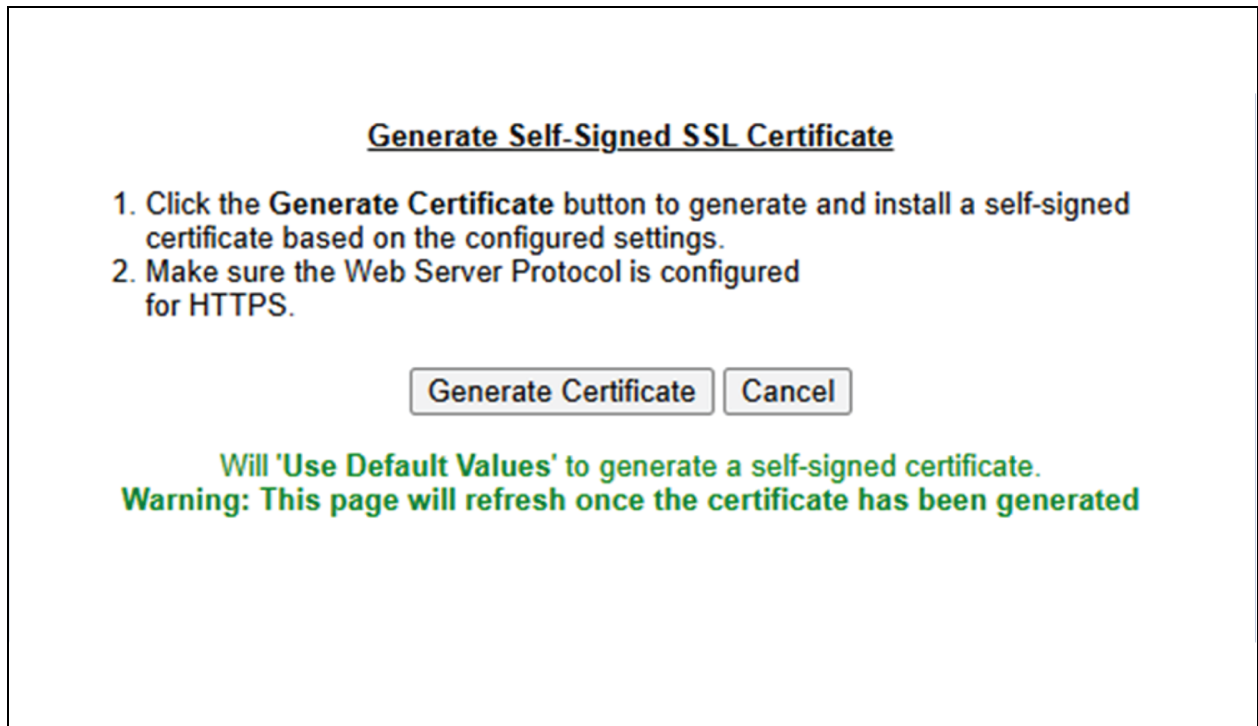 Generate Self-Signed SSL Certificate
1. Click the Generate Certificate button to generate and install a self-signed
certificate based on the configured settings.
2. Make sure the Web Server Protocol is configured
for HTTPS.
Generate Certificate Cancel
Will 'Use Default Values' to generate a self-signed certificate.
Warning: This page will refresh once the certificate has been generated